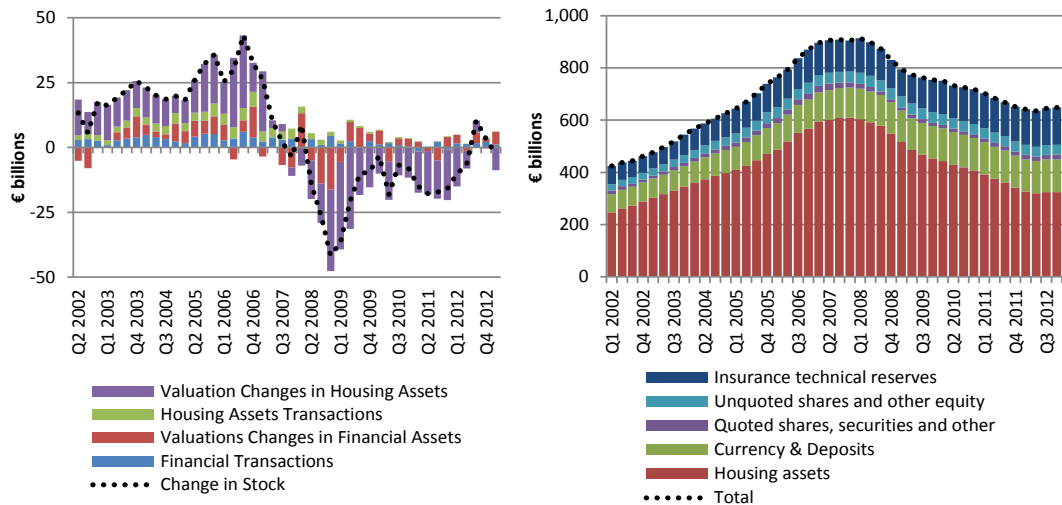 50
25
0
-25
-50
€ billions
Q2 2002
Q1 2003
Q4 2003
Q3 2004
Q2 2005
Q1 2006
Q4 2006
Q3 2007
Q2 2008
Q1 2009
Q4 2009
Q3 2010
Q2 2011
Q1 2012
Q4 2012
Valuation Changes in Housing Assets
Housing Assets Transactions
Valuations Changes in Financial Assets
Financial Transactions
Change in Stock
1,000
800
600
400
200
0
€ billions
Q1 2002
Q4 2002
Q3 2003
Q2 2004
Q1 2005
Q4 2005
Q3 2006
Q2 2007
Q1 2008
Q4 2008
Q3 2009
Q2 2010
Q1 2011
Q4 2011
Q3 2012
Insurance technical reserves
Unquoted shares and other equity
Quoted shares, securities and other
Currency & Deposits
Housing assets
Total